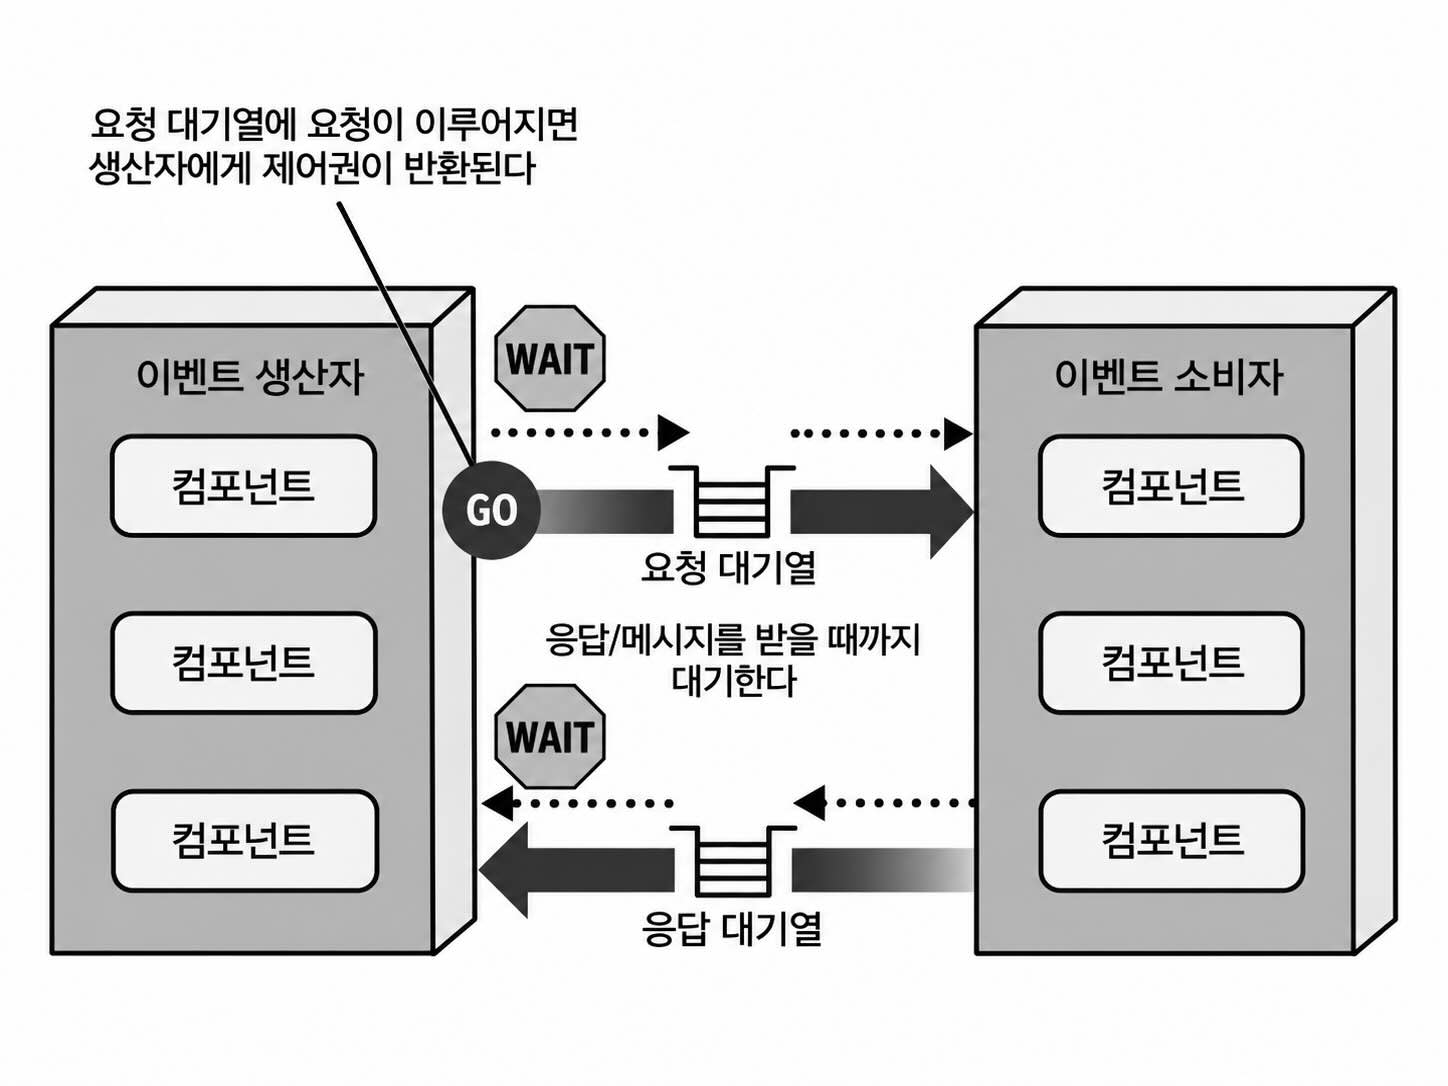 요청 대기열에 요청이 이루어지면
생산자에게 제어권이 반환된다
WAIT
이벤트 생산자
이벤트 소비자
컴포넌트
GO
컴포넌트
요청 대기열
응답/메시지를 받을 때까지
대기한다
컴포넌트
컴포넌트
WAIT
컴포넌트
컴포넌트
응답 대기열